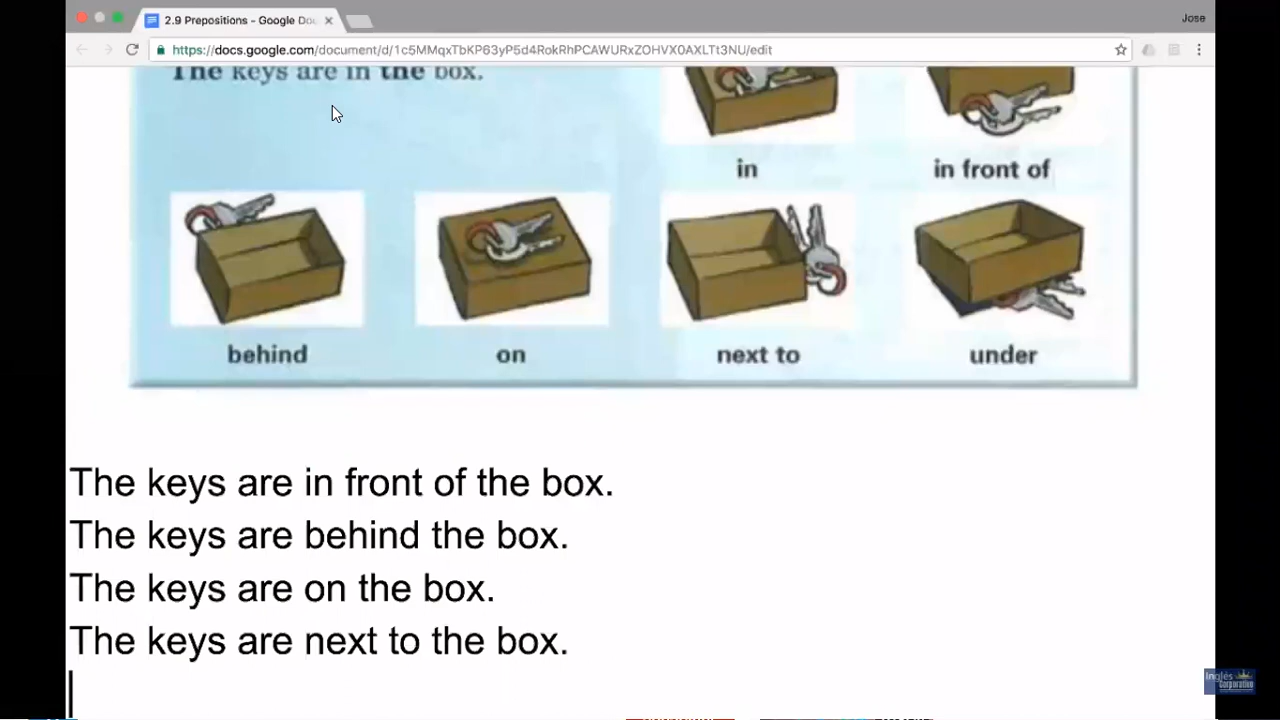 2.9 Prepositions - Google Do
Jose
https://docs.google.com/document/d/1c5MMqxTbKP63yP5d4RokRhPCAWURxZOHVX0AXLTt3NU/edit
The keys are in the box.
in
in front of
behind
on
next to
under
The keys are in front of the box.
The keys are behind the box.
The keys are on the box.
The keys are next to the box.
Inglés
Corporativo